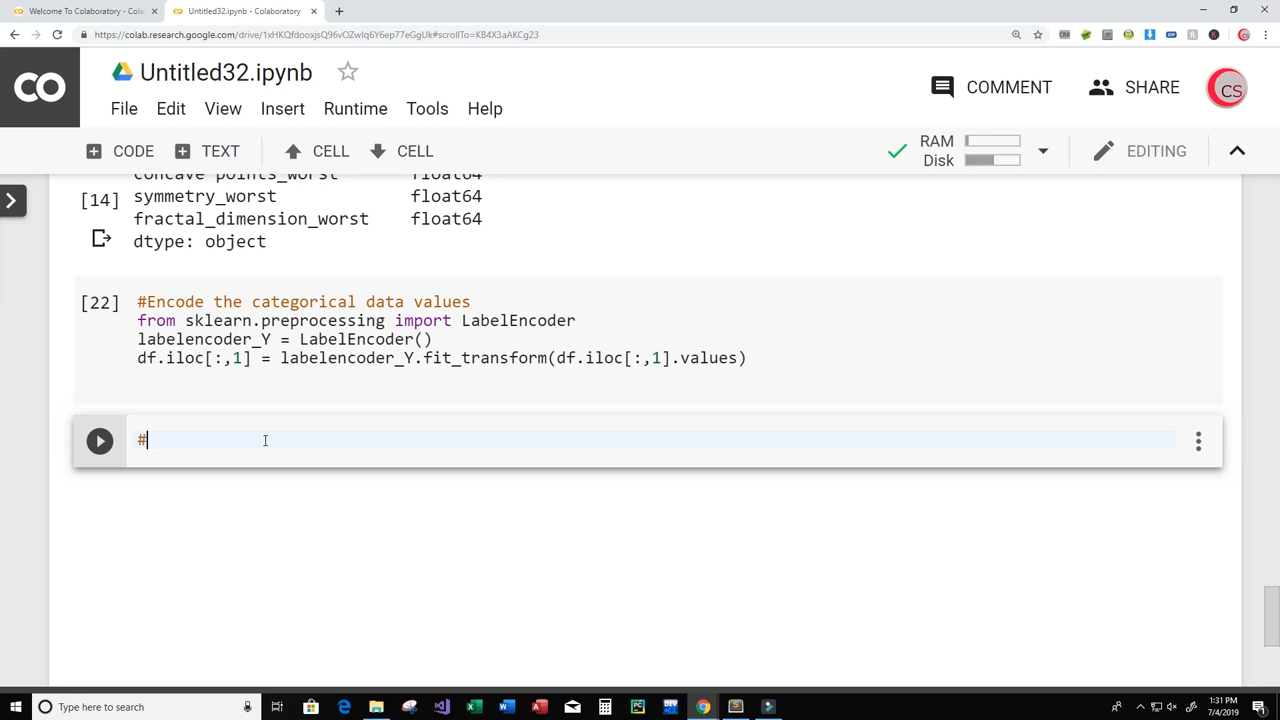 Welcome To Colaboratory - Cola
Untitled32.ipynb - Colaboratory
https://colab.research.google.com/drive/1xHKQfdooxjsQ96vOZwIq6Y6ep77eGgUk#scrollTo=KB4X3aAKCg23
CO
Untitled32.ipynb
COMMENT
SHARE
CS
File Edit View Insert Runtime Tools Help
CODE TEXT CELL CELL
RAM
Disk
EDITING
concave points_worst float64
[14] symmetry_worst float64
fractal_dimension_worst float64
dtype: object
[22] #Encode the categorical data values
from sklearn.preprocessing import LabelEncoder
labelencoder_Y = LabelEncoder()
df.iloc[:,1] = labelencoder_Y.fit_transform(df.iloc[:,1].values)
#
Type here to search
1:31 PM
7/4/2019